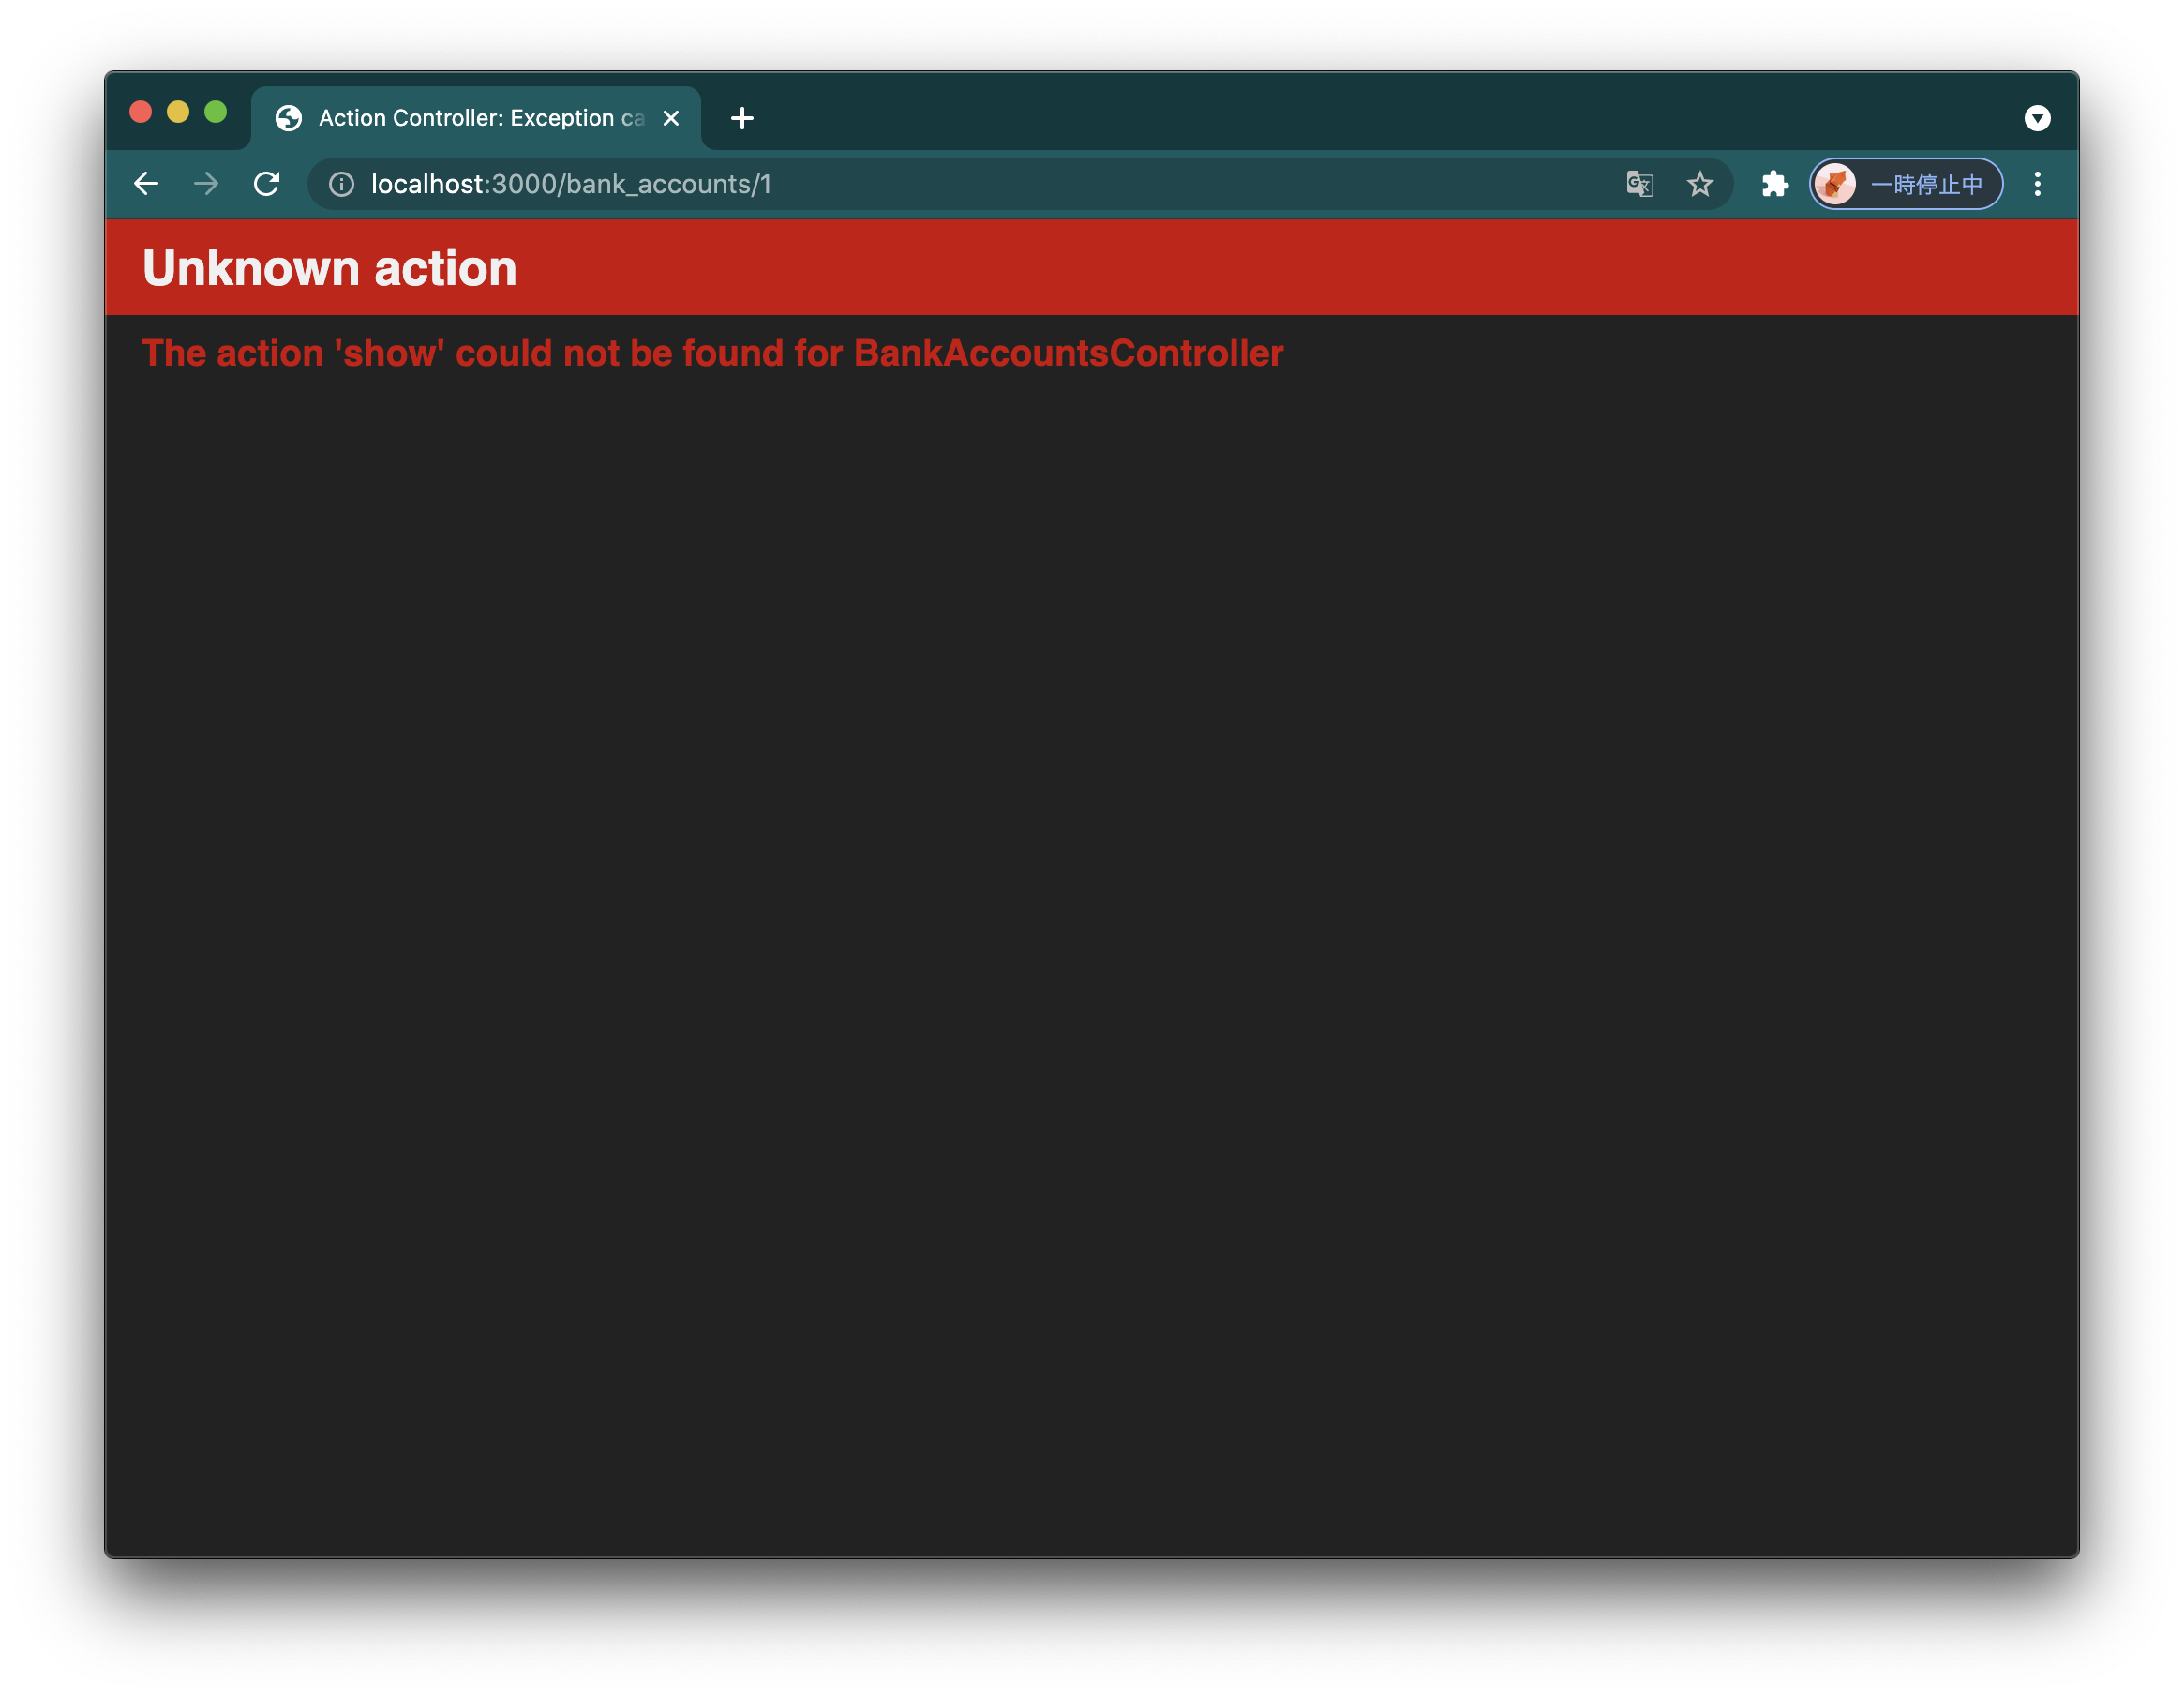 Action Controller: Exception ca
localhost:3000/bank_accounts/1
一時停止中
Unknown action
The action 'show' could not be found for BankAccountsController